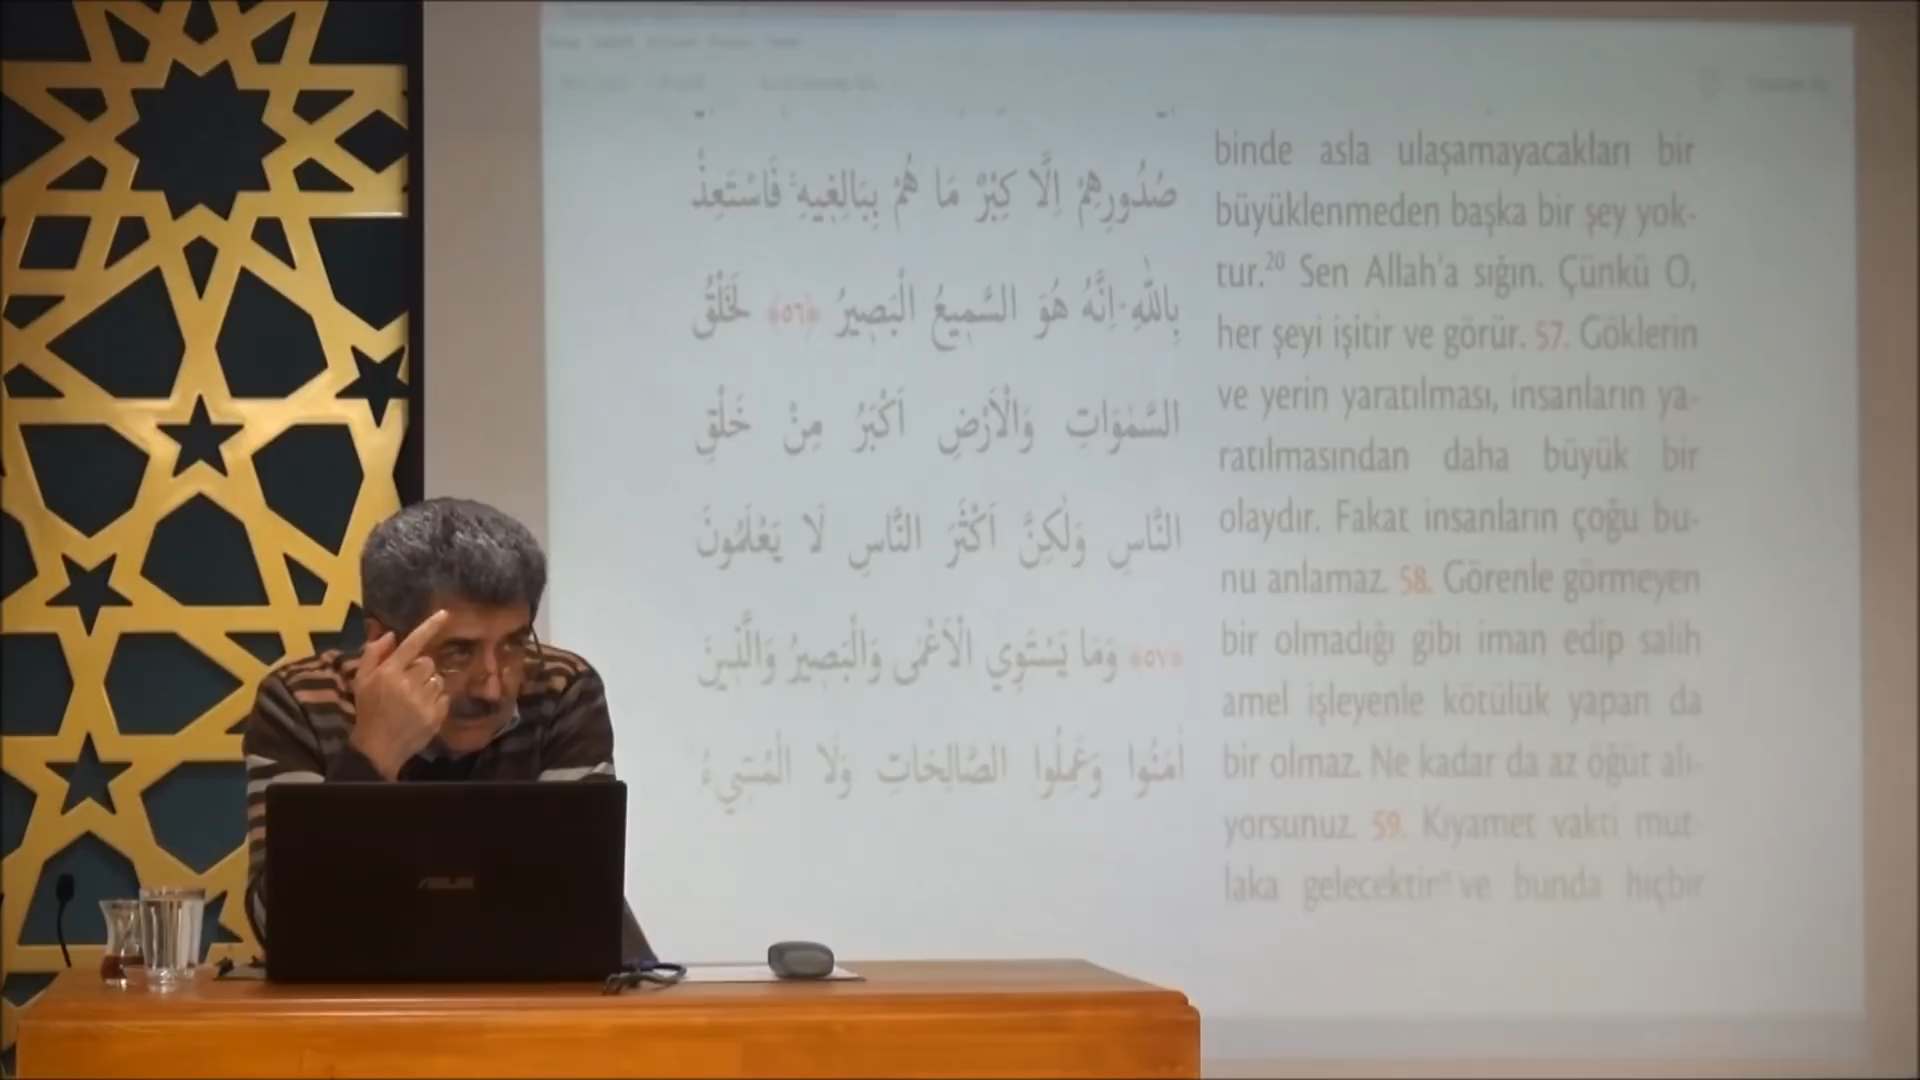 صُدُورِهِمْ اِلَّا كِبْرٌ مَا هُمْ بِبَالِغِيهِۚ فَاسْتَعِذْ
بِاللّٰهِۜ اِنَّهُ هُوَ السَّمِيعُ الْبَصِيرُ ﴿٥٦﴾ لَخَلْقُ
السَّمٰوَاتِ وَالْاَرْضِ اَكْبَرُ مِنْ خَلْقِ
النَّاسِ وَلٰكِنَّ اَكْثَرَ النَّاسِ لَا يَعْلَمُونَ
﴿٥٧﴾ وَمَا يَسْتَوِي الْاَعْمٰى وَالْبَصِيرُ وَالَّذِينَ
اٰمَنُوا وَعَمِلُوا الصَّالِحَاتِ وَلَا الْمُسِيءُ
binde asla ulaşamayacakları bir
büyüklenmeden başka bir şey yok-
tur.20 Sen Allah'a sığın. Çünkü O,
her şeyi işitir ve görür. 57. Göklerin
ve yerin yaratılması, insanların ya-
ratılmasından daha büyük bir
olaydır. Fakat insanların çoğu bu-
nu anlamaz. 58. Görenle görmeyen
bir olmadığı gibi iman edip salih
amel işleyenle kötülük yapan da
bir olmaz. Ne kadar da az öğüt alı-
yorsunuz. 59. Kıyamet vakti mut-
laka gelecektir ve bunda hiçbir
ASUS